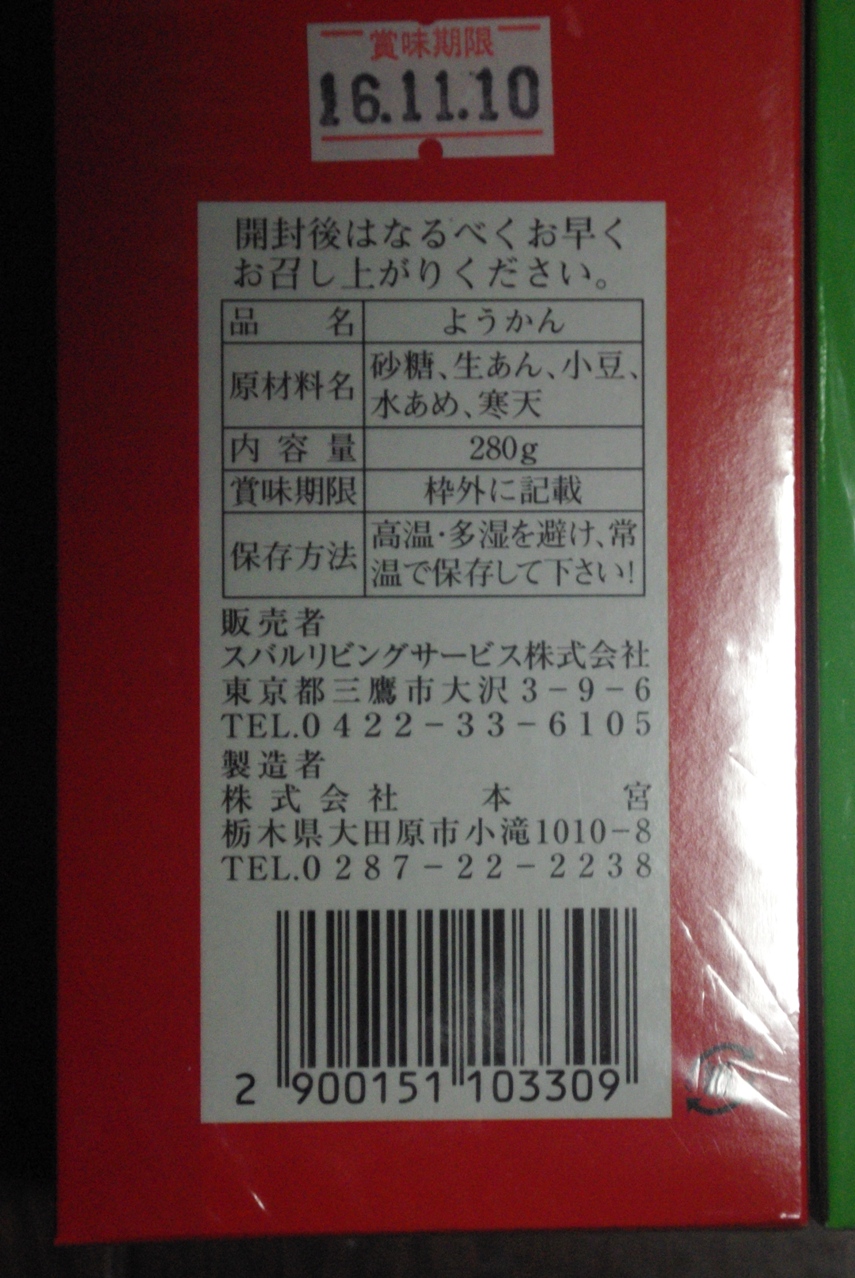 賞味期限
16.11.10
開封後はなるべくお早く
お召し上がりください。
品名 ようかん
原材料名 砂糖、生あん、小豆、
水あめ、寒天
内容量 280g
賞味期限 枠外に記載
保存方法 高温・多湿を避け、常
温で保存して下さい!
販売者
スバルリビングサービス株式会社
東京都三鷹市大沢3-9-6
TEL.0422-33-6105
製造者
株式会社 本宮
栃木県大田原市小滝1010-8
TEL.0287-22-2238
2 900151 103309